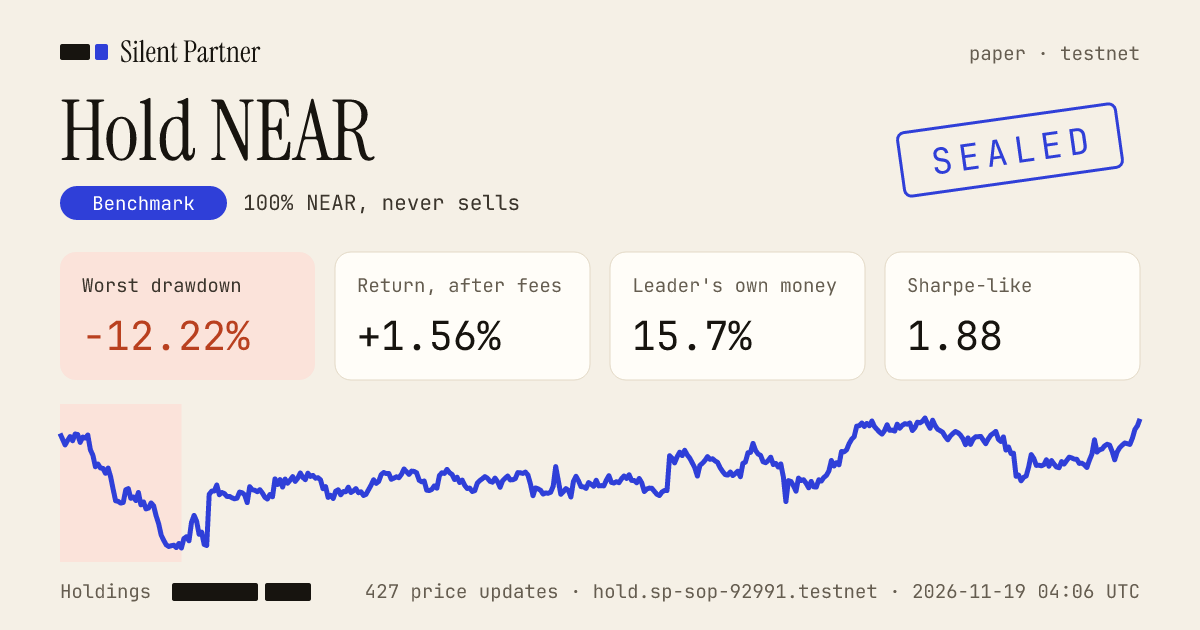 Silent Partner
paper · testnet
Hold NEAR
SEALED
Benchmark
100% NEAR, never sells
Worst drawdown
-12.22%
Return, after fees
+1.56%
Leader's own money
15.7%
Sharpe-like
1.88
Holdings
427 price updates · hold.sp-sop-92991.testnet · 2026-11-19 04:06 UTC